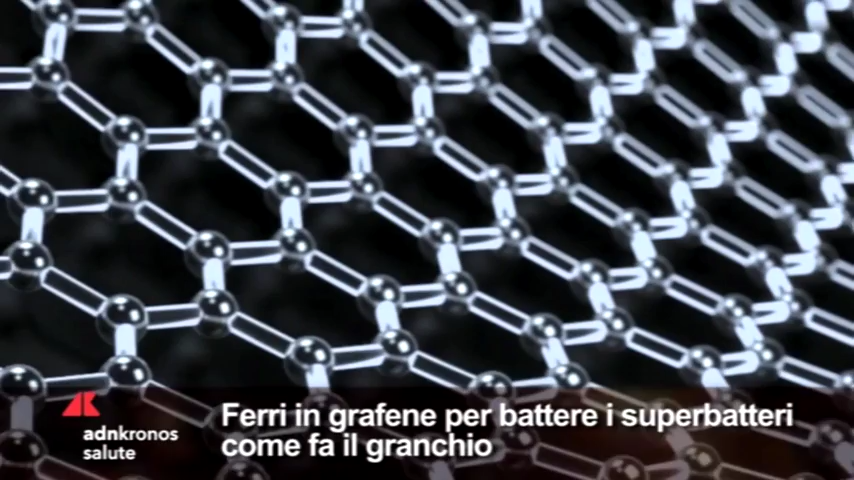 Ferri in grafene per battere i superbatteri
come fa il granchio
adnkronos
salute